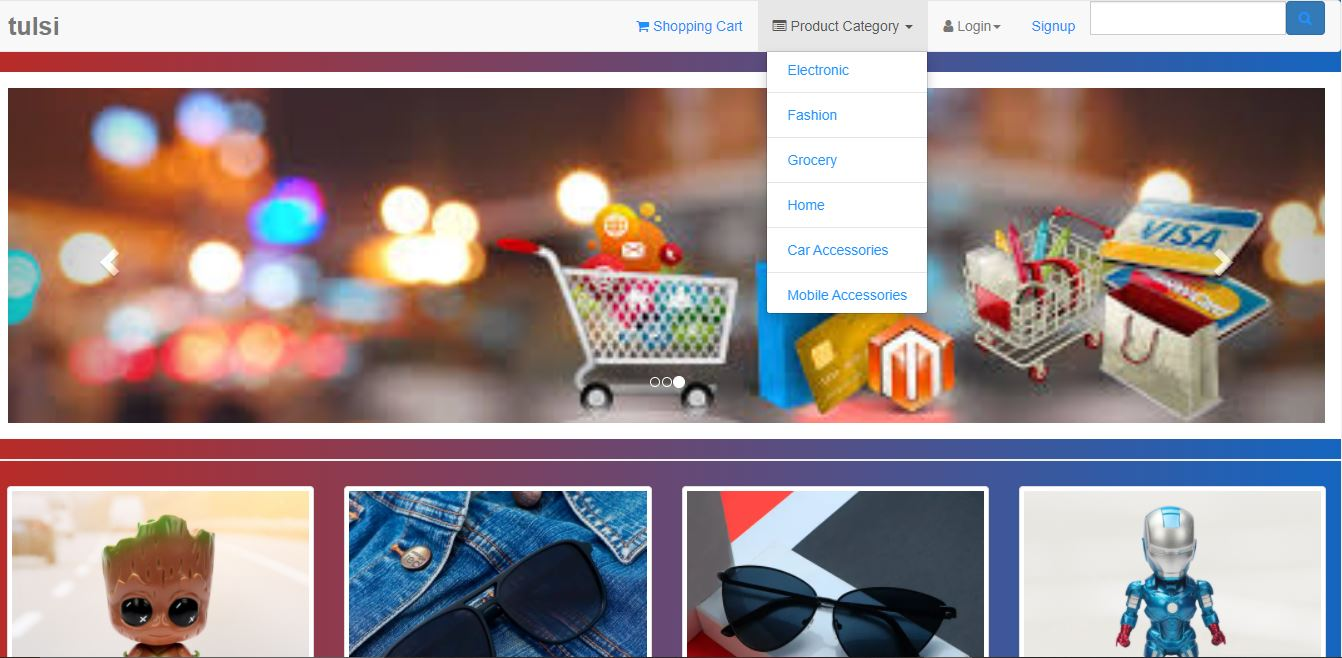 tulsi
Shopping Cart
Product Category
Login
Signup
Electronic
Fashion
Grocery
Home
Car Accessories
Mobile Accessories
VISA